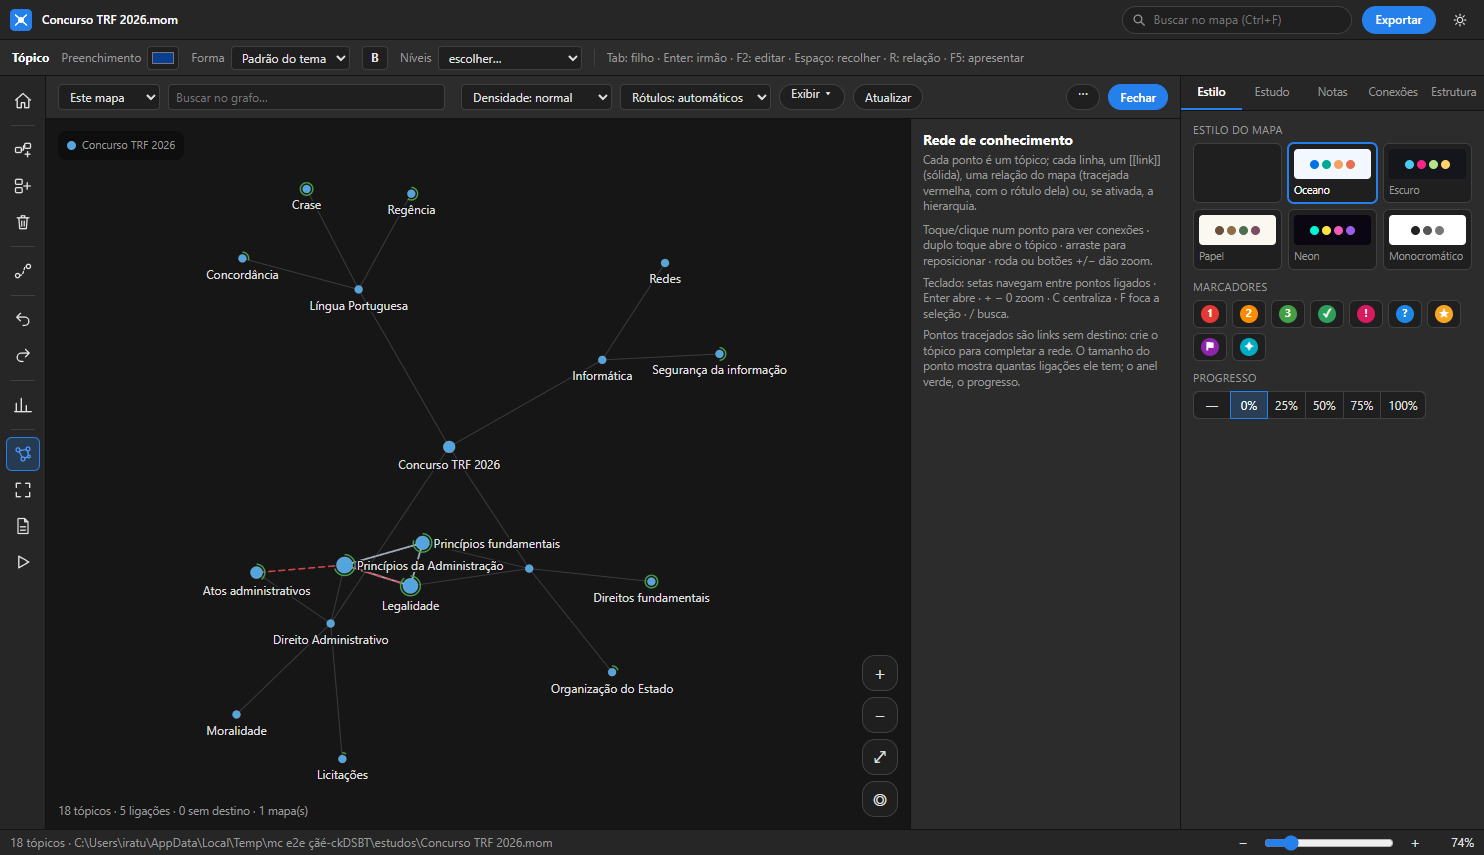 Concurso TRF 2026.mom
Buscar no mapa (Ctrl+F)
Exportar
Tópico
Preenchimento
Forma
Padrão do tema
B
Níveis
escolher...
Tab: filho · Enter: irmão · F2: editar · Espaço: recolher · R: relação · F5: apresentar
Este mapa
Buscar no grafo...
Densidade: normal
Rótulos: automáticos
Exibir
Atualizar
...
Fechar
Estilo
Estudo
Notas
Conexões
Estrutura
Concurso TRF 2026
Crase
Regência
Concordância
Língua Portuguesa
Redes
Informática
Segurança da informação
Concurso TRF 2026
Princípios fundamentais
Princípios da Administração
Atos administrativos
Legalidade
Direitos fundamentais
Direito Administrativo
Organização do Estado
Moralidade
Licitações
18 tópicos · 5 ligações · 0 sem destino · 1 mapa(s)
+
−
Rede de conhecimento
Cada ponto é um tópico; cada linha, um [[link]]
(sólida), uma relação do mapa (tracejada
vermelha, com o rótulo dela) ou, se ativada, a
hierarquia.
Toque/clique num ponto para ver conexões ·
duplo toque abre o tópico · arraste para
reposicionar · roda ou botões +/− dão zoom.
Teclado: setas navegam entre pontos ligados ·
Enter abre · + − 0 zoom · C centraliza · F foca a
seleção · / busca.
Pontos tracejados são links sem destino: crie o
tópico para completar a rede. O tamanho do
ponto mostra quantas ligações ele tem; o anel
verde, o progresso.
ESTILO DO MAPA
Oceano
Escuro
Papel
Neon
Monocromático
MARCADORES
1
2
3
!
?
PROGRESSO
—
0%
25%
50%
75%
100%
18 tópicos · C:\Users\iratu\AppData\Local\Temp\mc e2e çãé-ckDSBT\estudos\Concurso TRF 2026.mom
−
+
74%